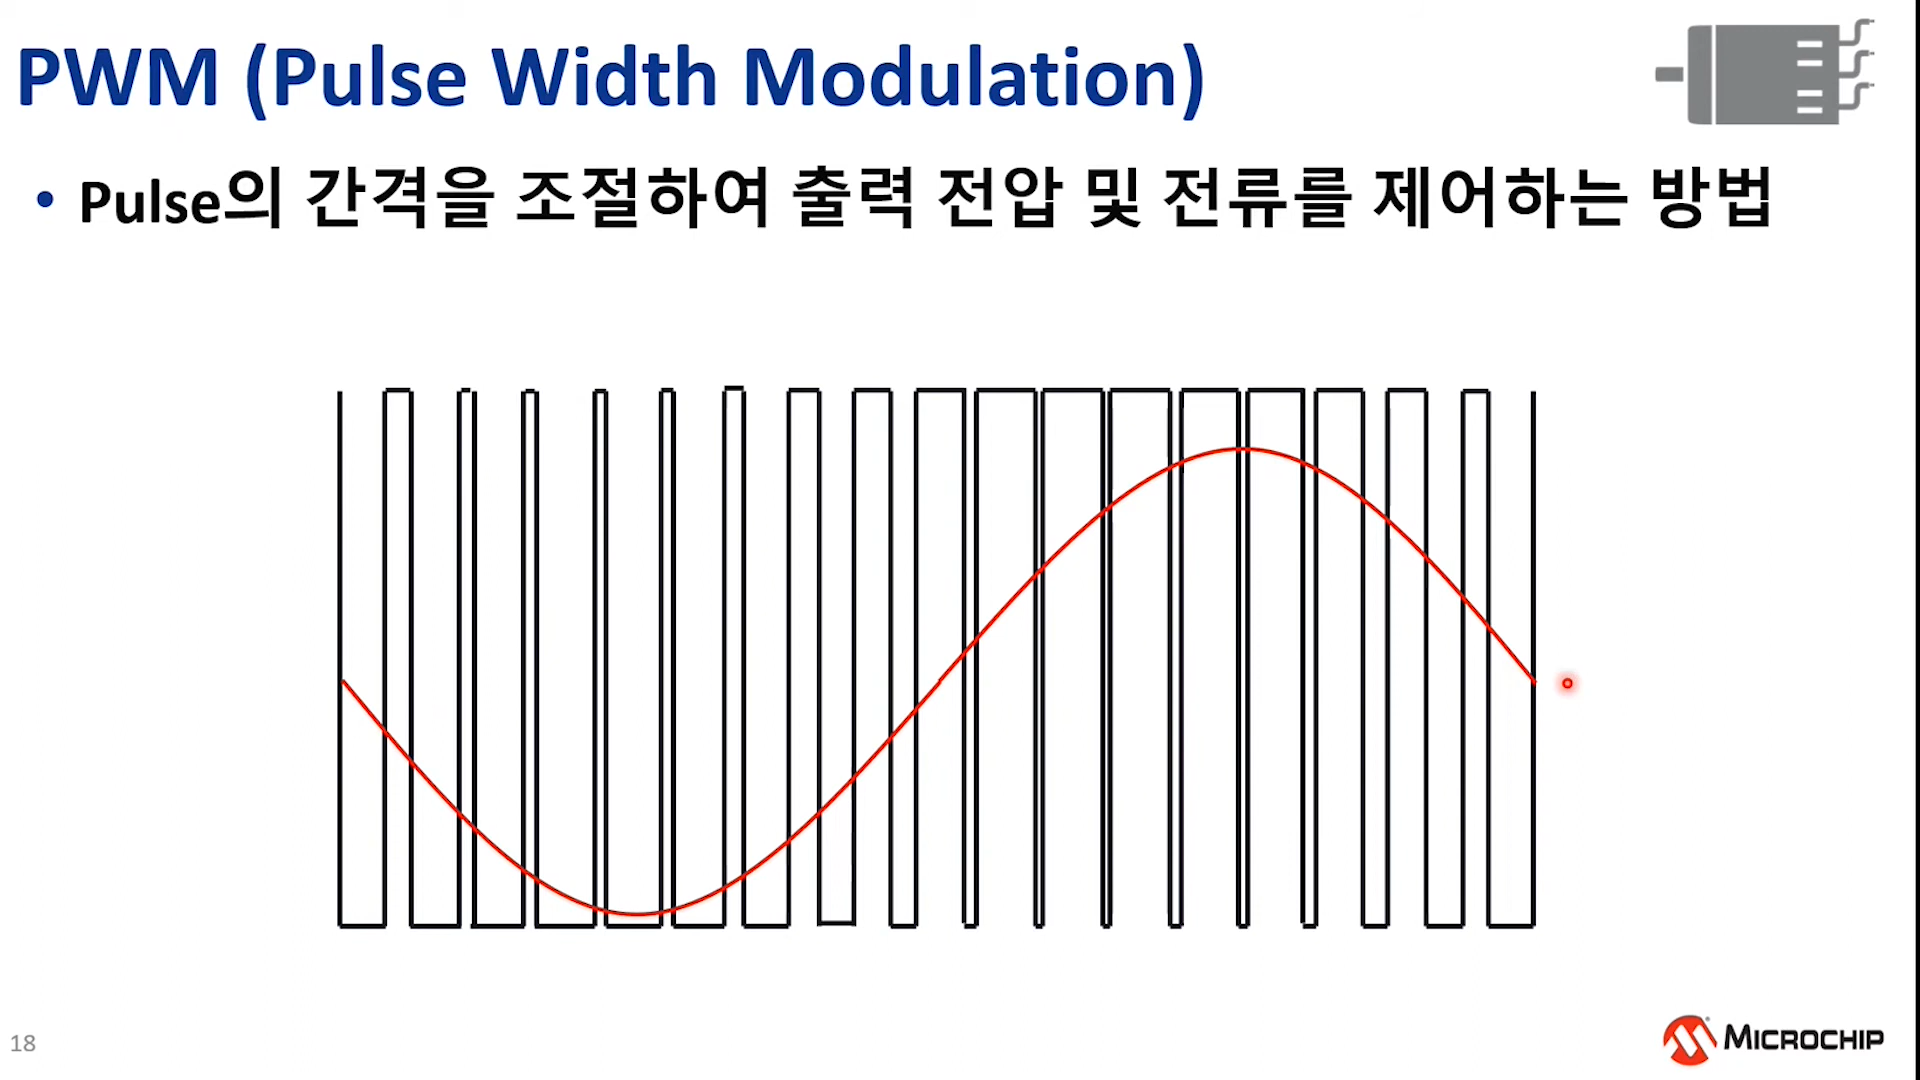 PWM (Pulse Width Modulation)
• Pulse의 간격을 조절하여 출력 전압 및 전류를 제어하는 방법
18
MICROCHIP